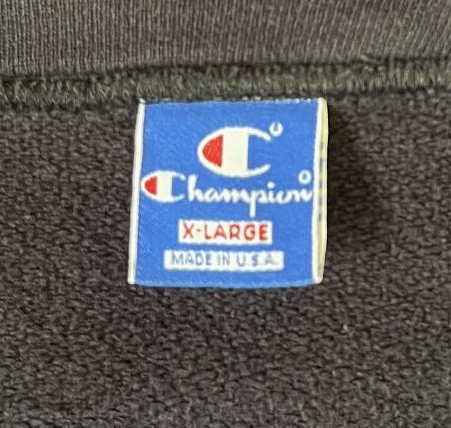 C®
Champion®
X-LARGE
MADE IN U.S.A.